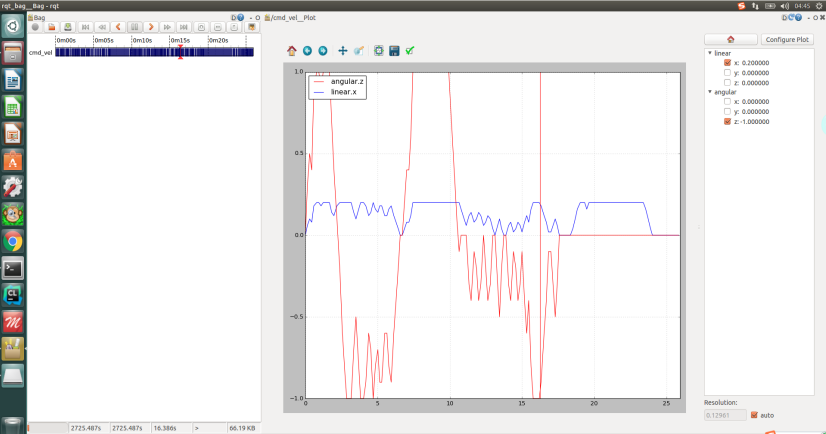 rqt_bag__Bag - rqt
04:45
Bag
D
- O
/cmd_vel__Plot
D
- O
0m00s 0m05s 0m10s 0m15s 0m20s
cmd_vel
Configure Plot
linear
x: 0.200000
y: 0.000000
z: 0.000000
angular
x: 0.000000
y: 0.000000
z: -1.000000
angular.z
linear.x
1.0
0.5
0.0
−0.5
−1.0
0 5 10 15 20 25
Resolution:
0.12961
auto
2725.487s 2725.487s 16.386s > 66.19 KB